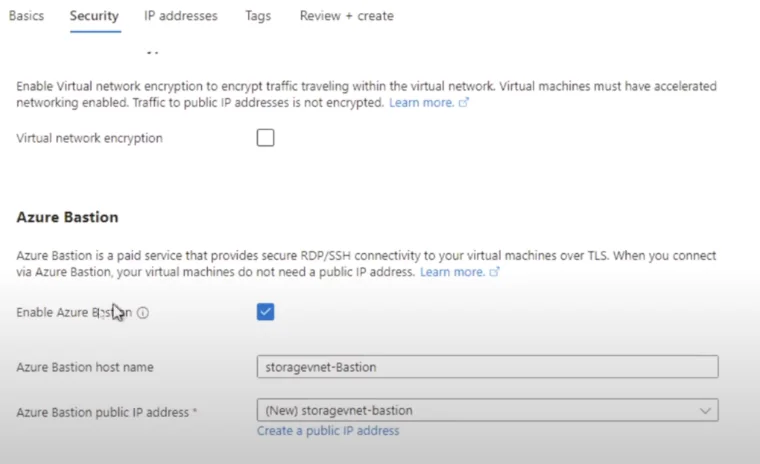 Basics Security IP addresses Tags Review + create
Enable Virtual network encryption to encrypt traffic traveling within the virtual network. Virtual machines must have accelerated
networking enabled. Traffic to public IP addresses is not encrypted. Learn more.
Virtual network encryption
Azure Bastion
Azure Bastion is a paid service that provides secure RDP/SSH connectivity to your virtual machines over TLS. When you connect
via Azure Bastion, your virtual machines do not need a public IP address. Learn more.
Enable Azure Bastion
Azure Bastion host name storagevnet-Bastion
Azure Bastion public IP address * (New) storagevnet-bastion
Create a public IP address